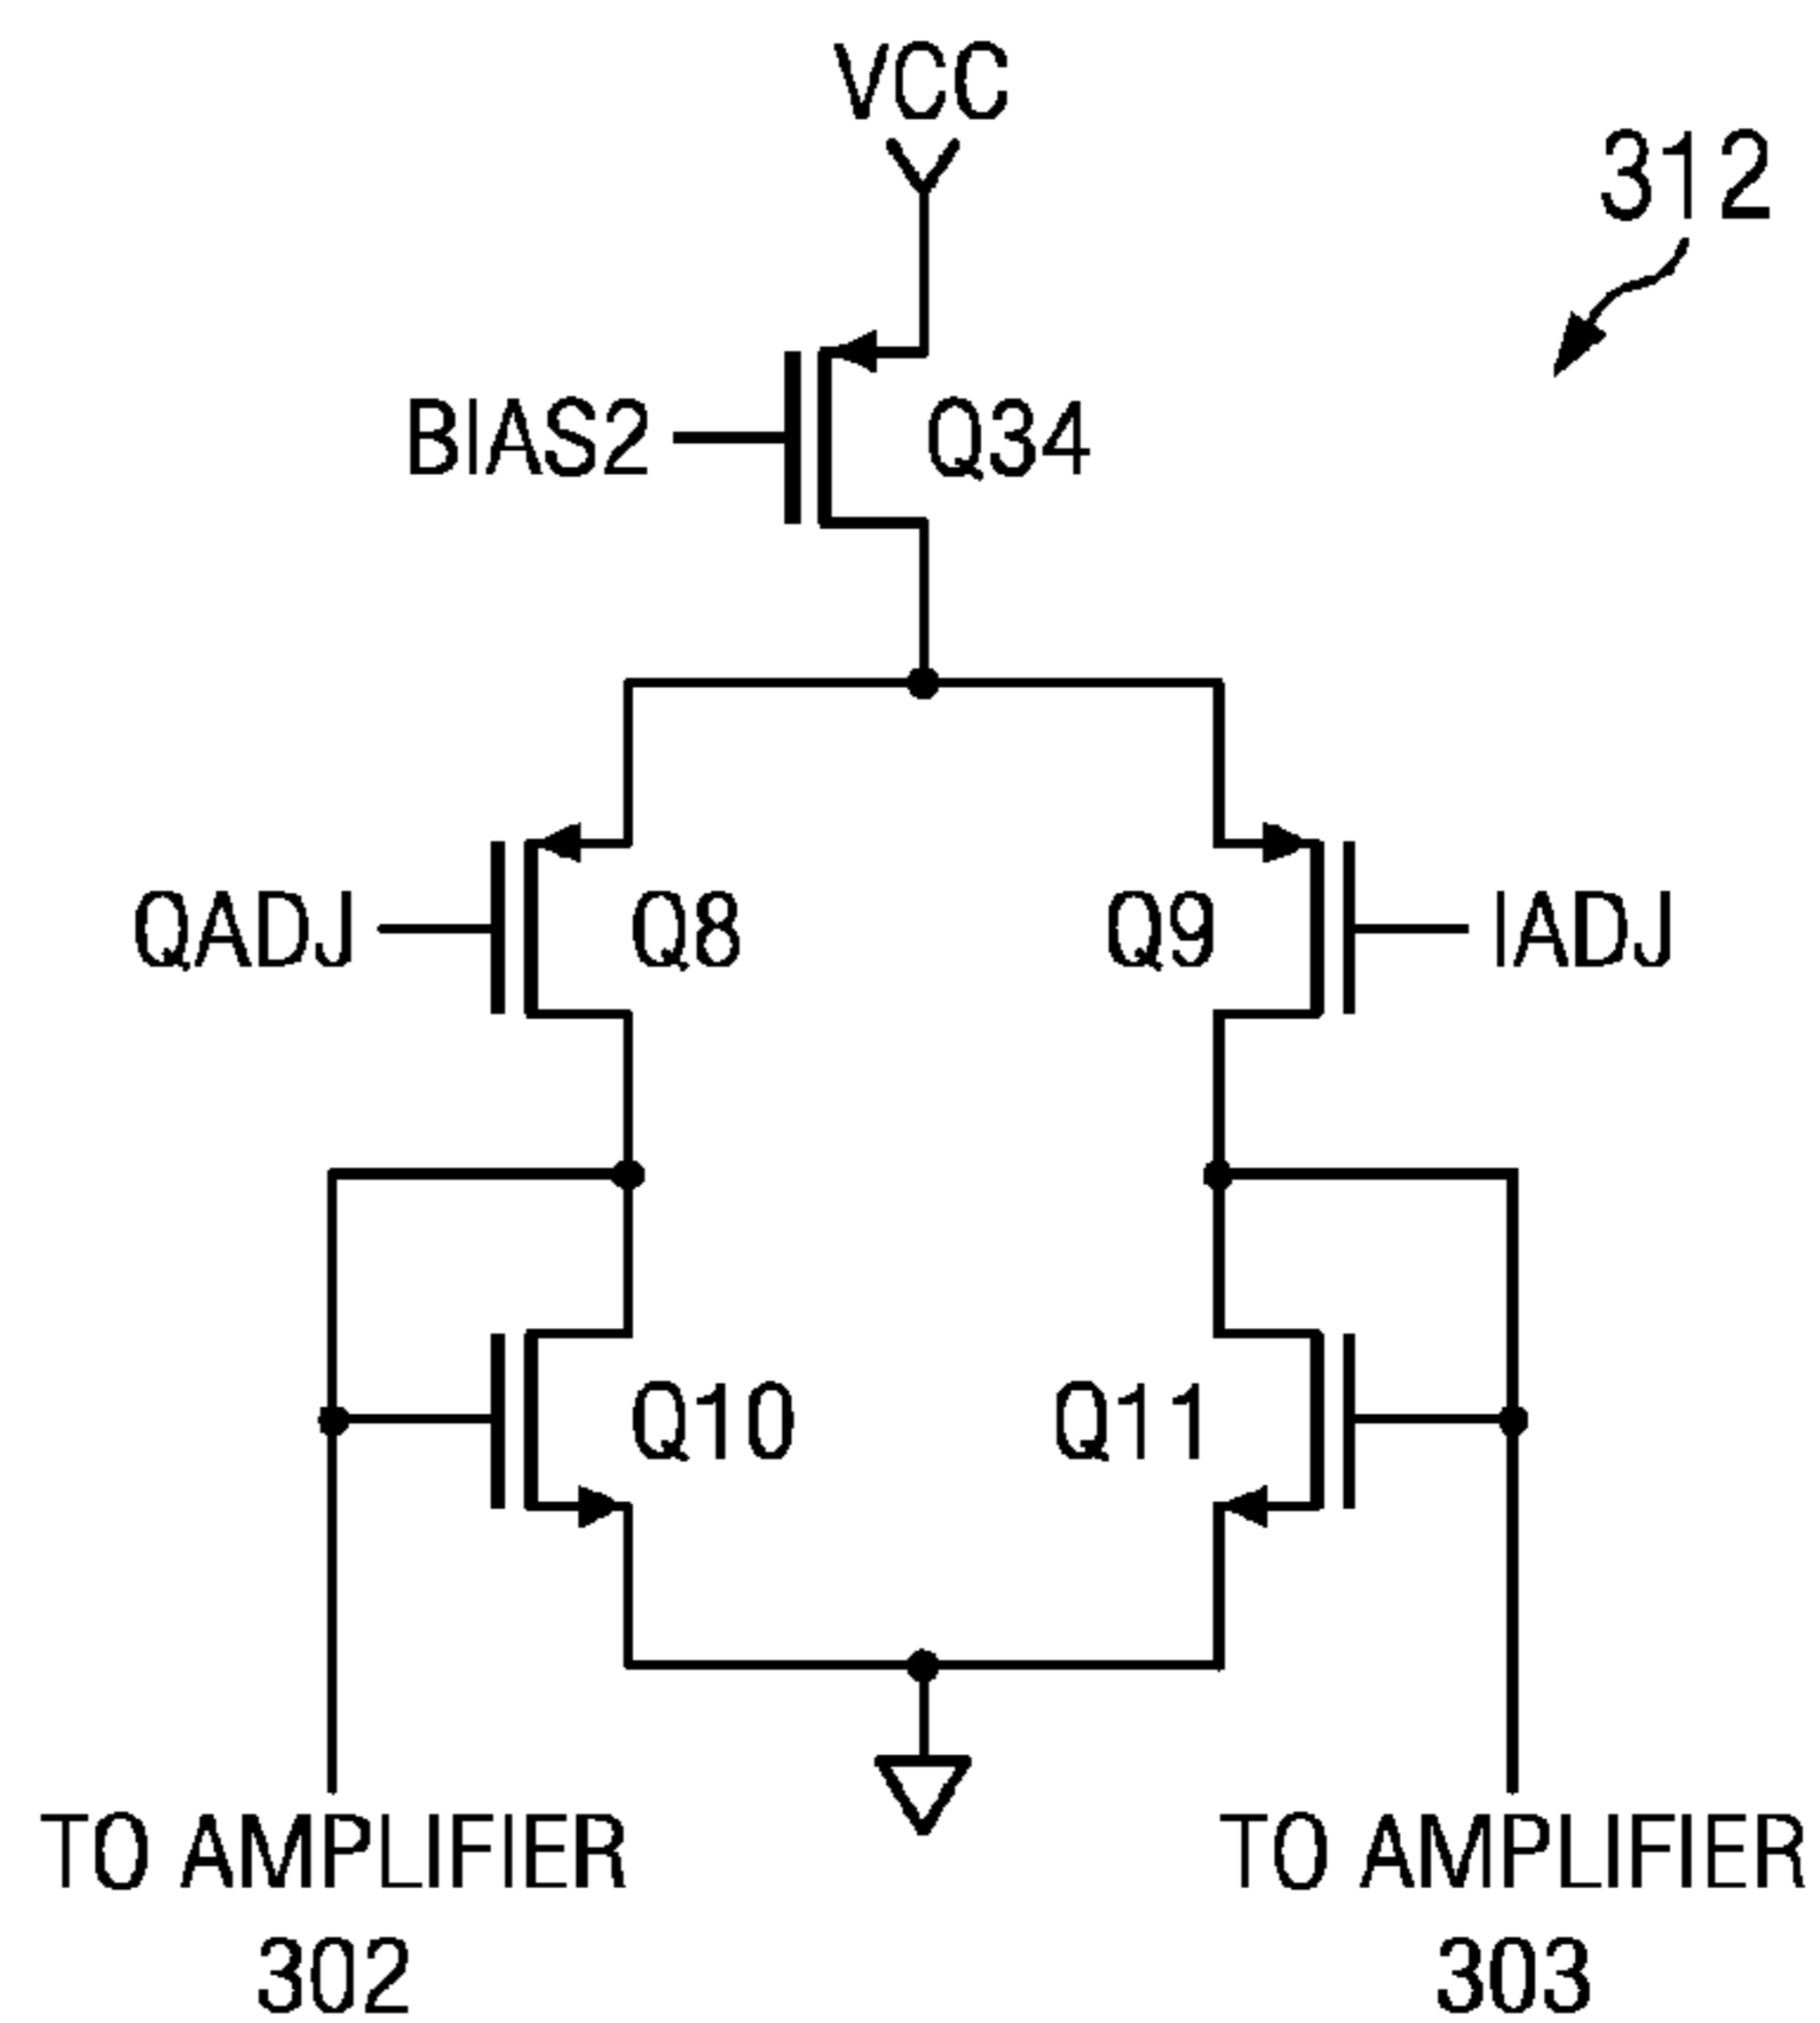 VCC
312
BIAS2
Q34
QADJ
Q8
Q9
IADJ
Q10
Q11
TO AMPLIFIER
302
TO AMPLIFIER
303